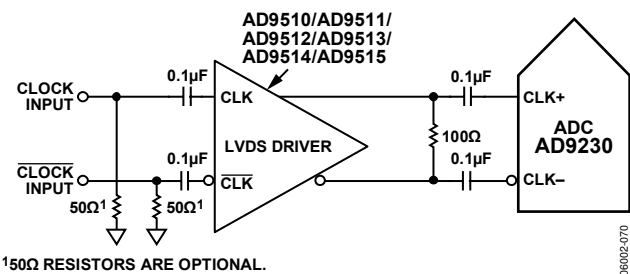 AD9510/AD9511/
AD9512/AD9513/
AD9514/AD9515
CLOCK
INPUT
0.1µF
CLK
0.1µF
CLK+
LVDS DRIVER
100Ω
ADC
AD9230
CLOCK
INPUT
0.1µF
CLK
0.1µF
CLK–
50Ω1
50Ω1
150Ω RESISTORS ARE OPTIONAL.
06002-070